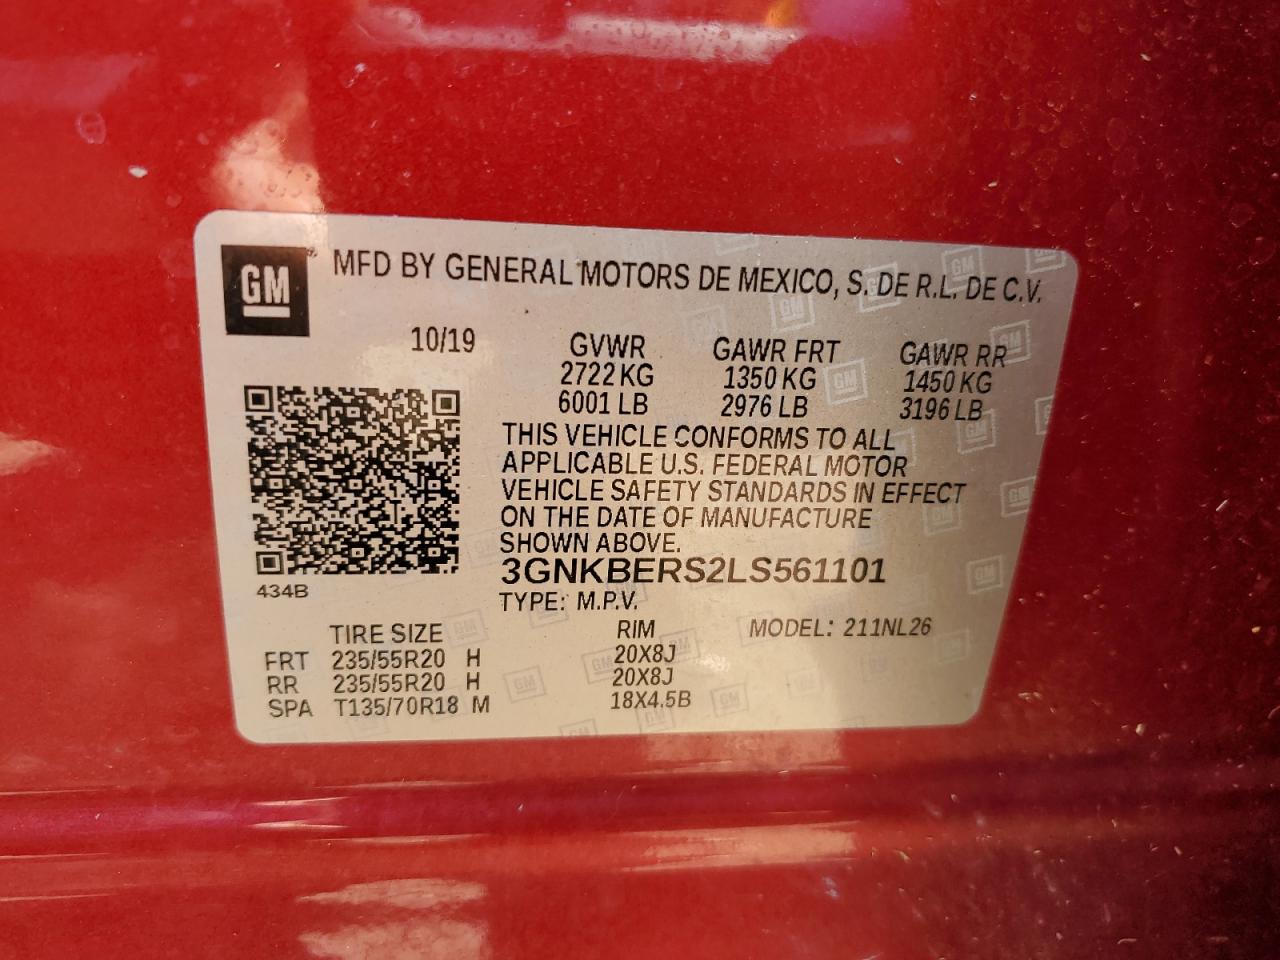 GM
MFD BY GENERAL MOTORS DE MEXICO, S. DE R.L. DE C.V.
10/19 GVWR GAWR FRT GAWR RR
2722 KG 1350 KG 1450 KG
6001 LB 2976 LB 3196 LB
THIS VEHICLE CONFORMS TO ALL
APPLICABLE U.S. FEDERAL MOTOR
VEHICLE SAFETY STANDARDS IN EFFECT
ON THE DATE OF MANUFACTURE
SHOWN ABOVE.
3GNKBERS2LS561101
434B
TYPE: M.P.V.
TIRE SIZE RIM MODEL: 211NL26
FRT 235/55R20 H 20X8J
RR 235/55R20 H 20X8J
SPA T135/70R18 M 18X4.5B